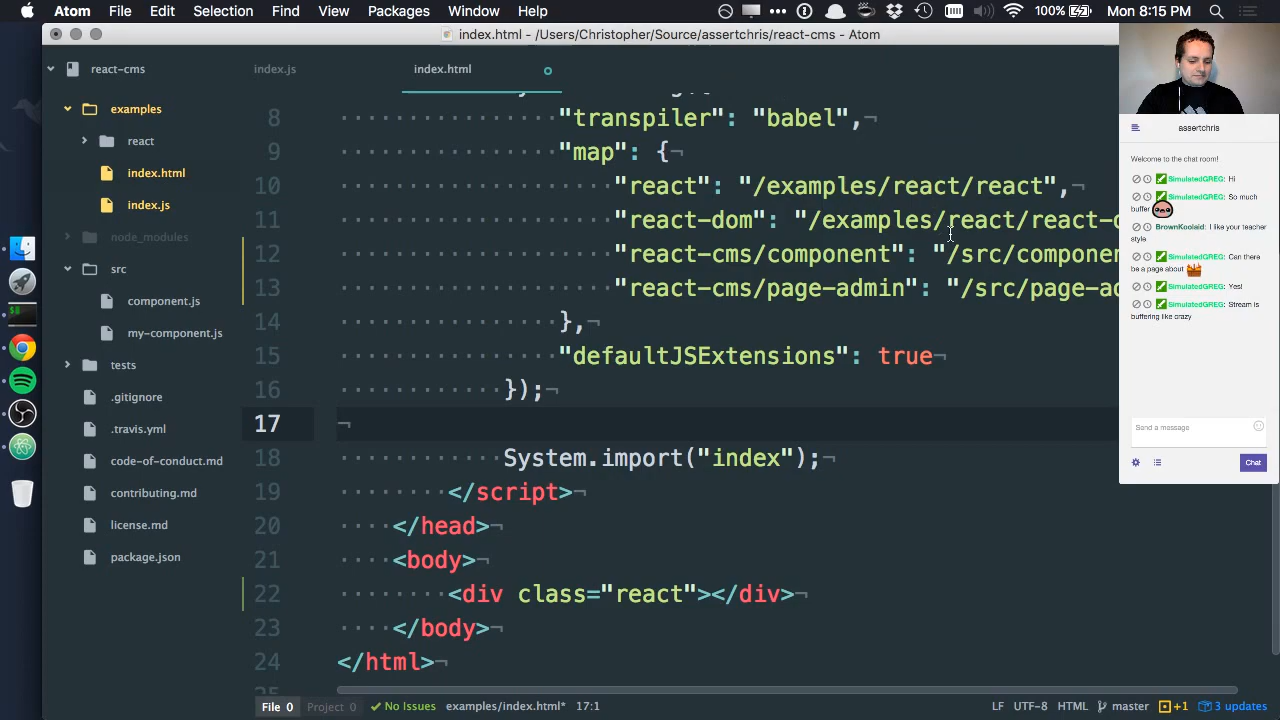 Atom File Edit Selection Find View Packages Window Help 100% Mon 8:15 PM
index.html - /Users/Christopher/Source/assertchris/react-cms - Atom
react-cms
examples
react
index.html
index.js
node_modules
src
component.js
my-component.js
tests
.gitignore
.travis.yml
code-of-conduct.md
contributing.md
license.md
package.json
index.js index.html
8 "transpiler": "babel",
9 "map": {
10 "react": "/examples/react/react",
11 "react-dom": "/examples/react/react-
12 "react-cms/component": "/src/componen
13 "react-cms/page-admin": "/src/page-a
14 },
15 "defaultJSExtensions": true
16 });
17
18 System.import("index");
19 </script>
20 </head>
21 <body>
22 <div class="react"></div>
23 </body>
24 </html>
File 0 Project 0 No Issues examples/index.html* 17:1 LF UTF-8 HTML master +1 3 updates
assertchris
Welcome to the chat room!
SimulatedGREG: Hi
SimulatedGREG: So much
buffer
BrownKoolaid: I like your teacher
style
SimulatedGREG: Can there
be a page about
SimulatedGREG: Yes!
SimulatedGREG: Stream is
buffering like crazy
Send a message
Chat